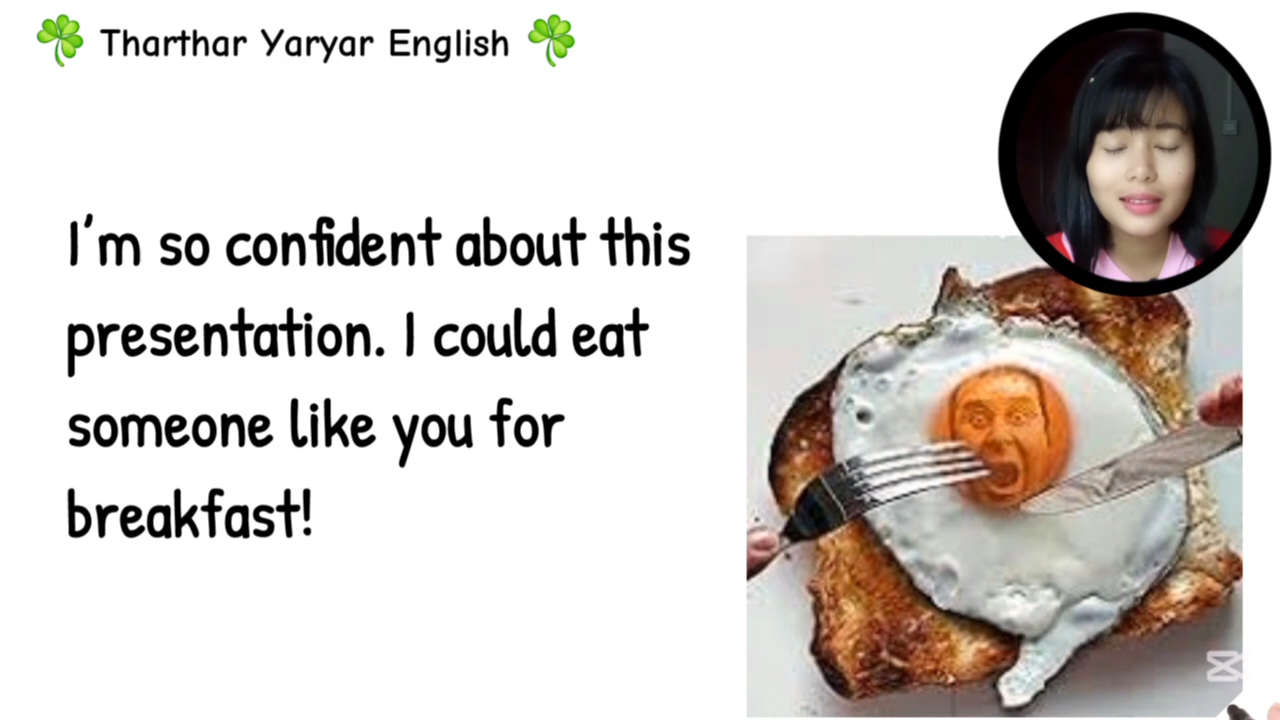 Tharthar Yaryar English
I'm so confident about this
presentation. I could eat
someone like you for
breakfast!